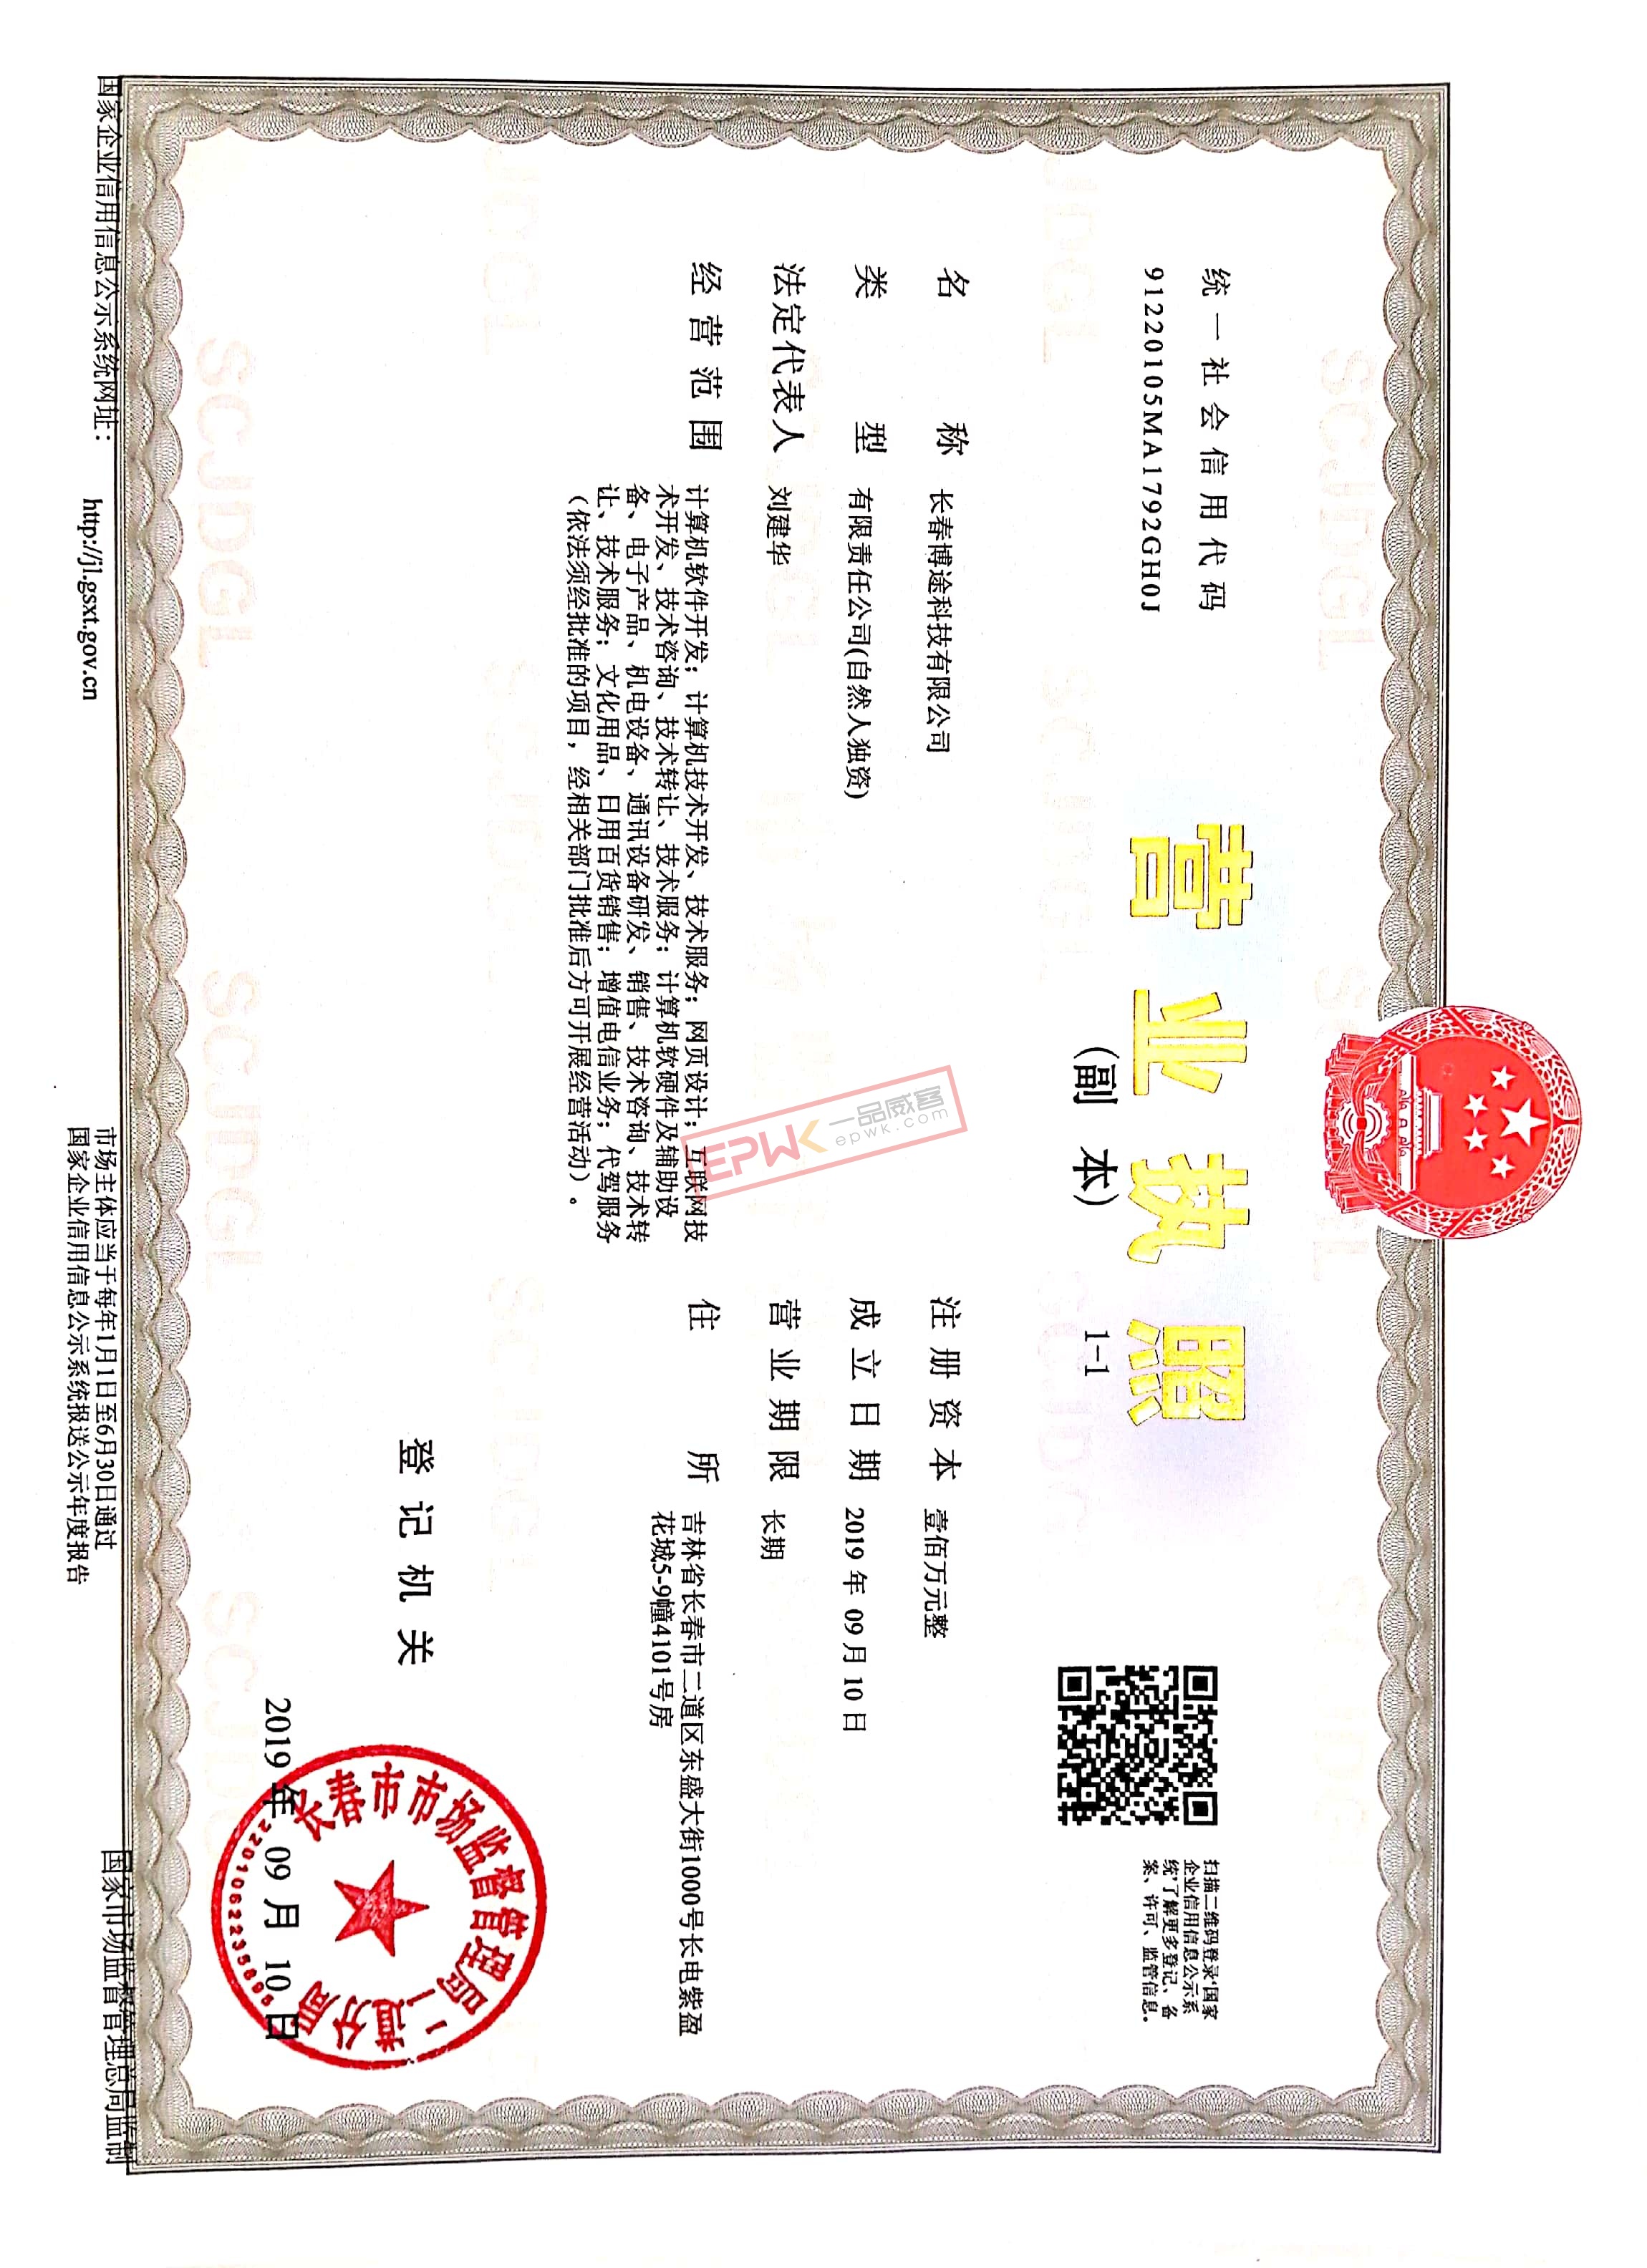 统一社会信用代码
91220105MA1792GH0J
营业执照
(副 本) 1-1
扫描二维码登录‘国家
企业信用信息公示系
统’了解更多登记、备
案、许可、监管信息。
名 称 长春博途科技有限公司
类 型 有限责任公司(自然人独资)
法定代表人 刘建华
经营范围 计算机软件开发；计算机技术开发、技术服务；网页设计；互联网技
术开发、技术咨询、技术转让、技术服务；计算机软硬件及辅助设
备、电子产品、机电设备、通讯设备研发、销售、技术咨询、技术转
让、技术服务；文化用品、日用百货销售；增值电信业务；代驾服务
（依法须经批准的项目，经相关部门批准后方可开展经营活动）。
注册资本 壹佰万元整
成立日期 2019 年 09 月 10 日
营业期限 长期
住 所 吉林省长春市二道区东盛大街1000号长电紫盈
花城5-9幢4101号房
EPWK 一品威客
epwk.com
登记机关
长春市市场监督管理局
二道分局
2019 年 09 月 10 日
国家企业信用信息公示系统网址：
http://jl.gsxt.gov.cn
市场主体应当于每年1月1日至6月30日通过
国家企业信用信息公示系统报送公示年度报告
国家市场监督管理总局监制
SCJDGL